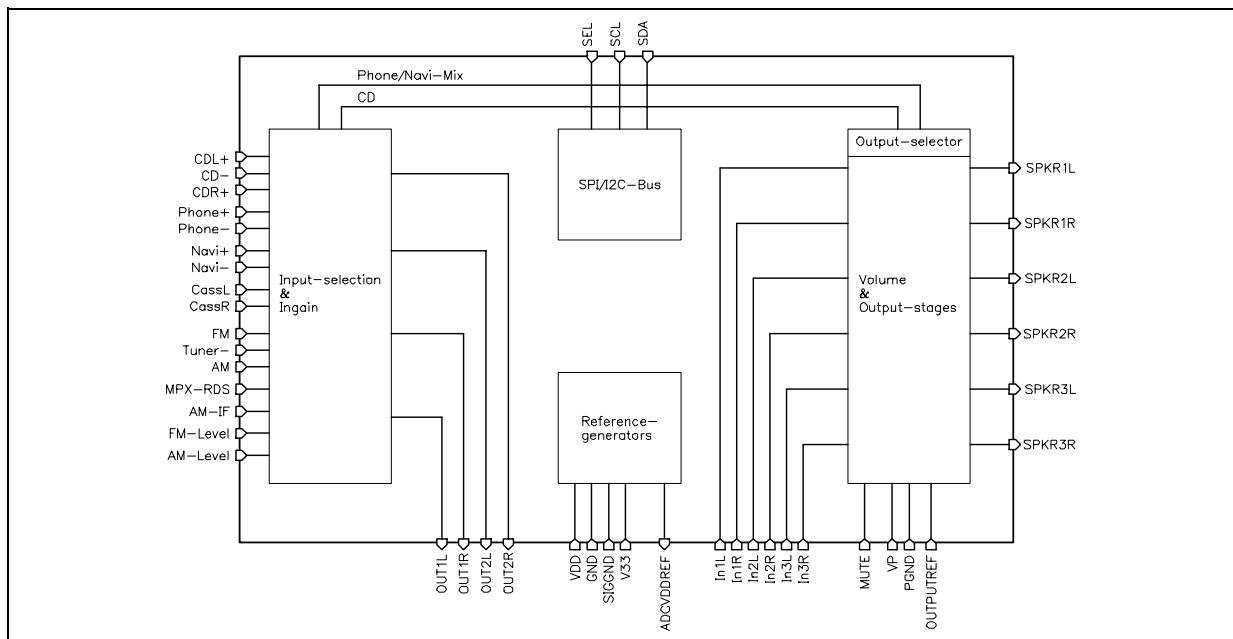 SEL
SCL
SDA
Phone/Navi-Mix
CD
CDL+
CD-
CDR+
Phone+
Phone-
Navi+
Navi-
CassL
CassR
FM
Tuner-
AM
MPX-RDS
AM-IF
FM-Level
AM-Level
Input-selection
&
Ingain
SPI/I2C-Bus
Reference-
generators
Output-selector
Volume
&
Output-stages
SPKR1L
SPKR1R
SPKR2L
SPKR2R
SPKR3L
SPKR3R
OUT1L
OUT1R
OUT2L
OUT2R
VDD
GND
SIGGND
V33
ADCVDDREF
In1L
In1R
In2L
In2R
In3L
In3R
MUTE
VP
PGND
OUTPUTREF